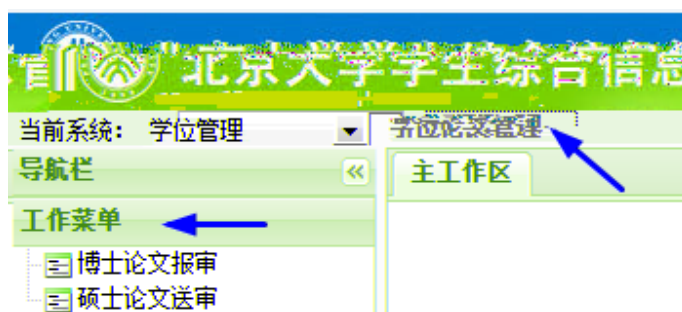 北京大学学生综合信息
当前系统： 学位管理 学位论文管理
导航栏 主工作区
工作菜单
博士论文报审
硕士论文送审